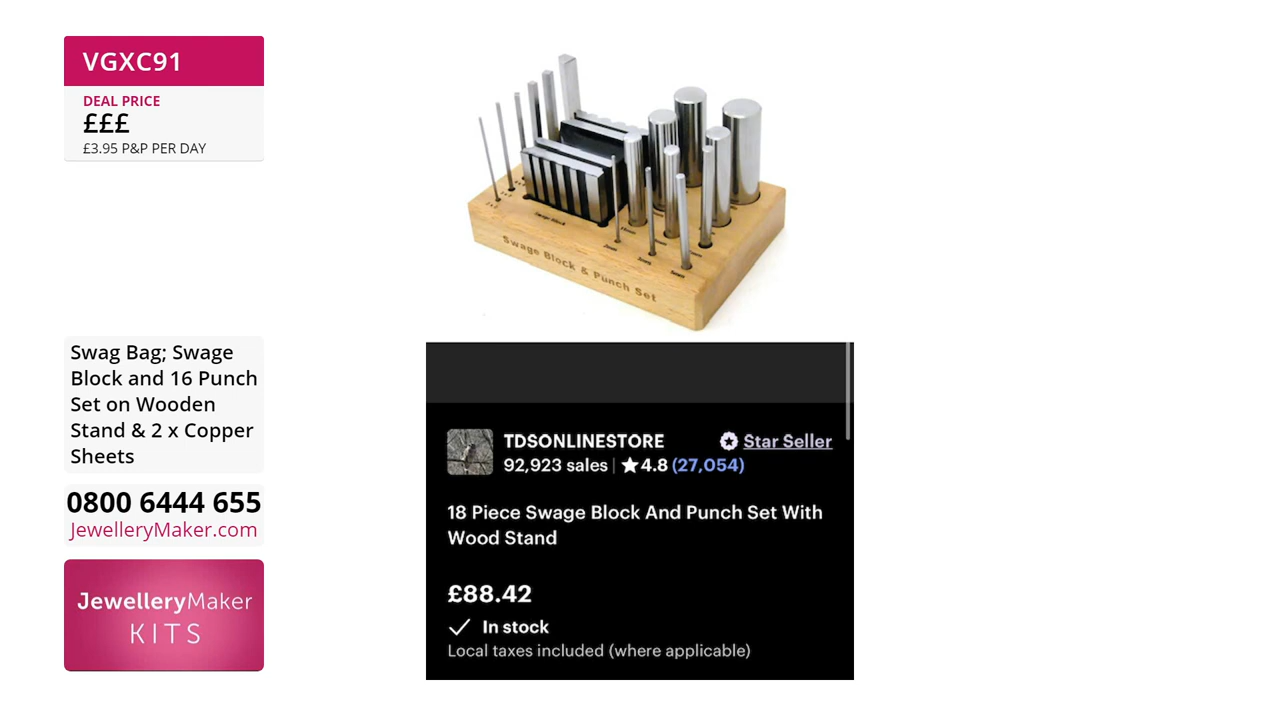 VGXC91
DEAL PRICE
£££
£3.95 P&P PER DAY
Swage Block & Punch Set
Swage Block
Swag Bag; Swage
Block and 16 Punch
Set on Wooden
Stand & 2 x Copper
Sheets
0800 6444 655
JewelleryMaker.com
JewelleryMaker
KITS
TDSONLINESTORE
Star Seller
92,923 sales | ★4.8 (27,054)
18 Piece Swage Block And Punch Set With
Wood Stand
£88.42
In stock
Local taxes included (where applicable)